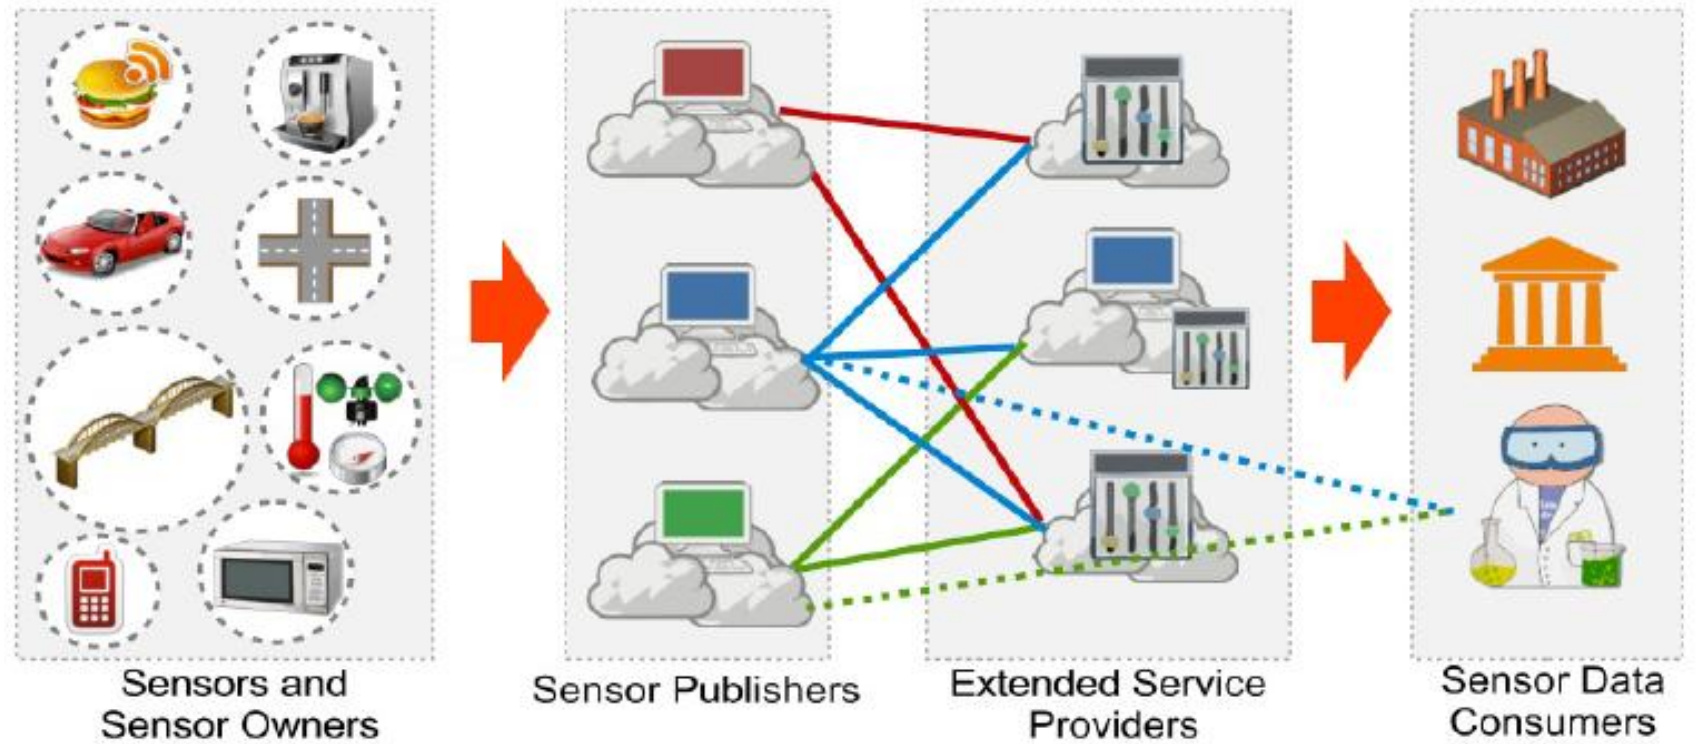 Sensors and
Sensor Owners
Sensor Publishers
Extended Service
Providers
Sensor Data
Consumers